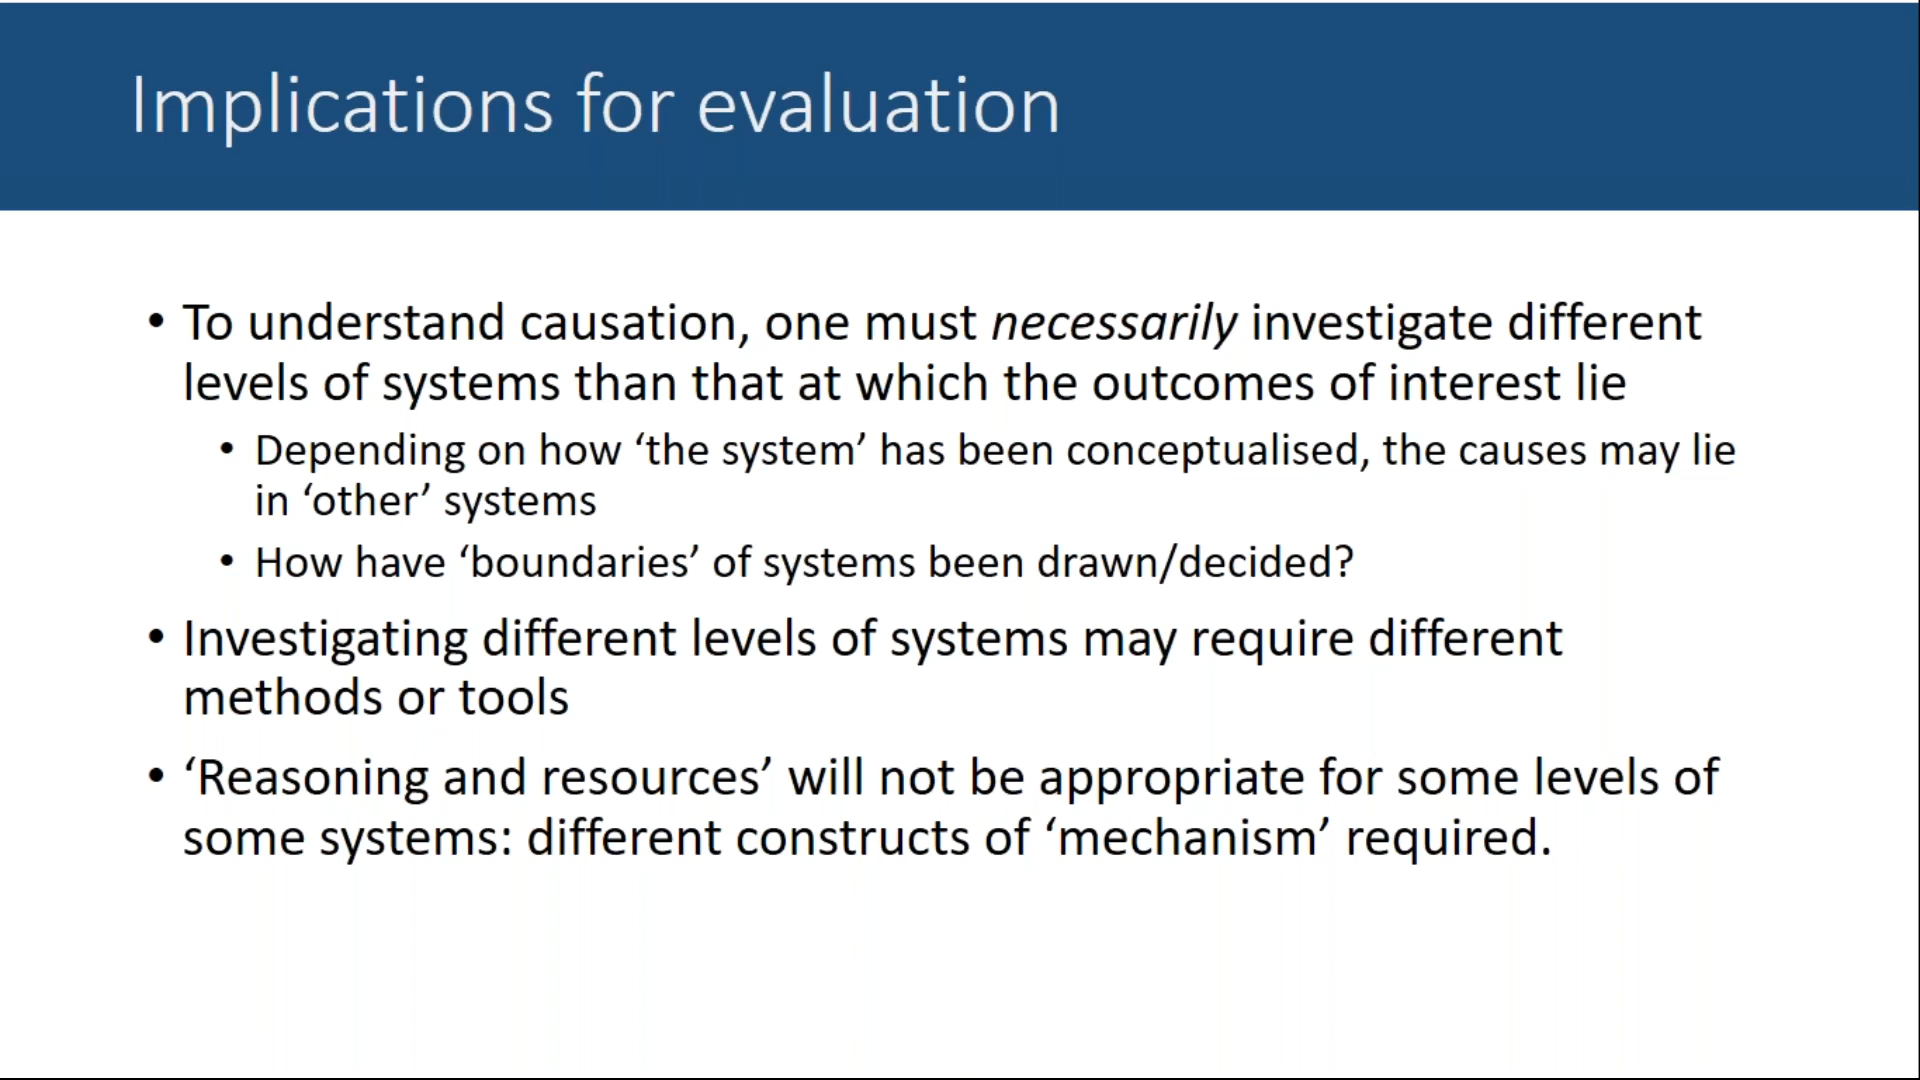 Implications for evaluation
• To understand causation, one must necessarily investigate different
levels of systems than that at which the outcomes of interest lie
• Depending on how ‘the system’ has been conceptualised, the causes may lie
in ‘other’ systems
• How have ‘boundaries’ of systems been drawn/decided?
• Investigating different levels of systems may require different
methods or tools
• ‘Reasoning and resources’ will not be appropriate for some levels of
some systems: different constructs of ‘mechanism’ required.